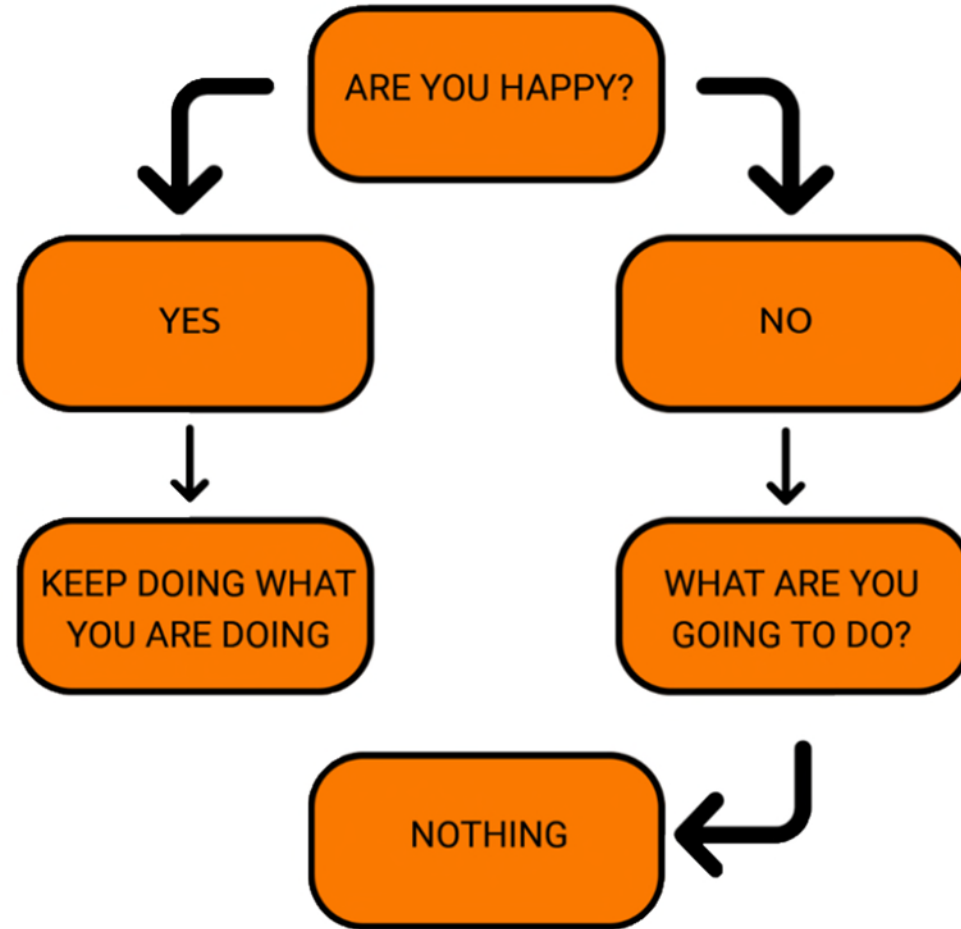 ARE YOU HAPPY?
YES
NO
KEEP DOING WHAT
YOU ARE DOING
WHAT ARE YOU
GOING TO DO?
NOTHING